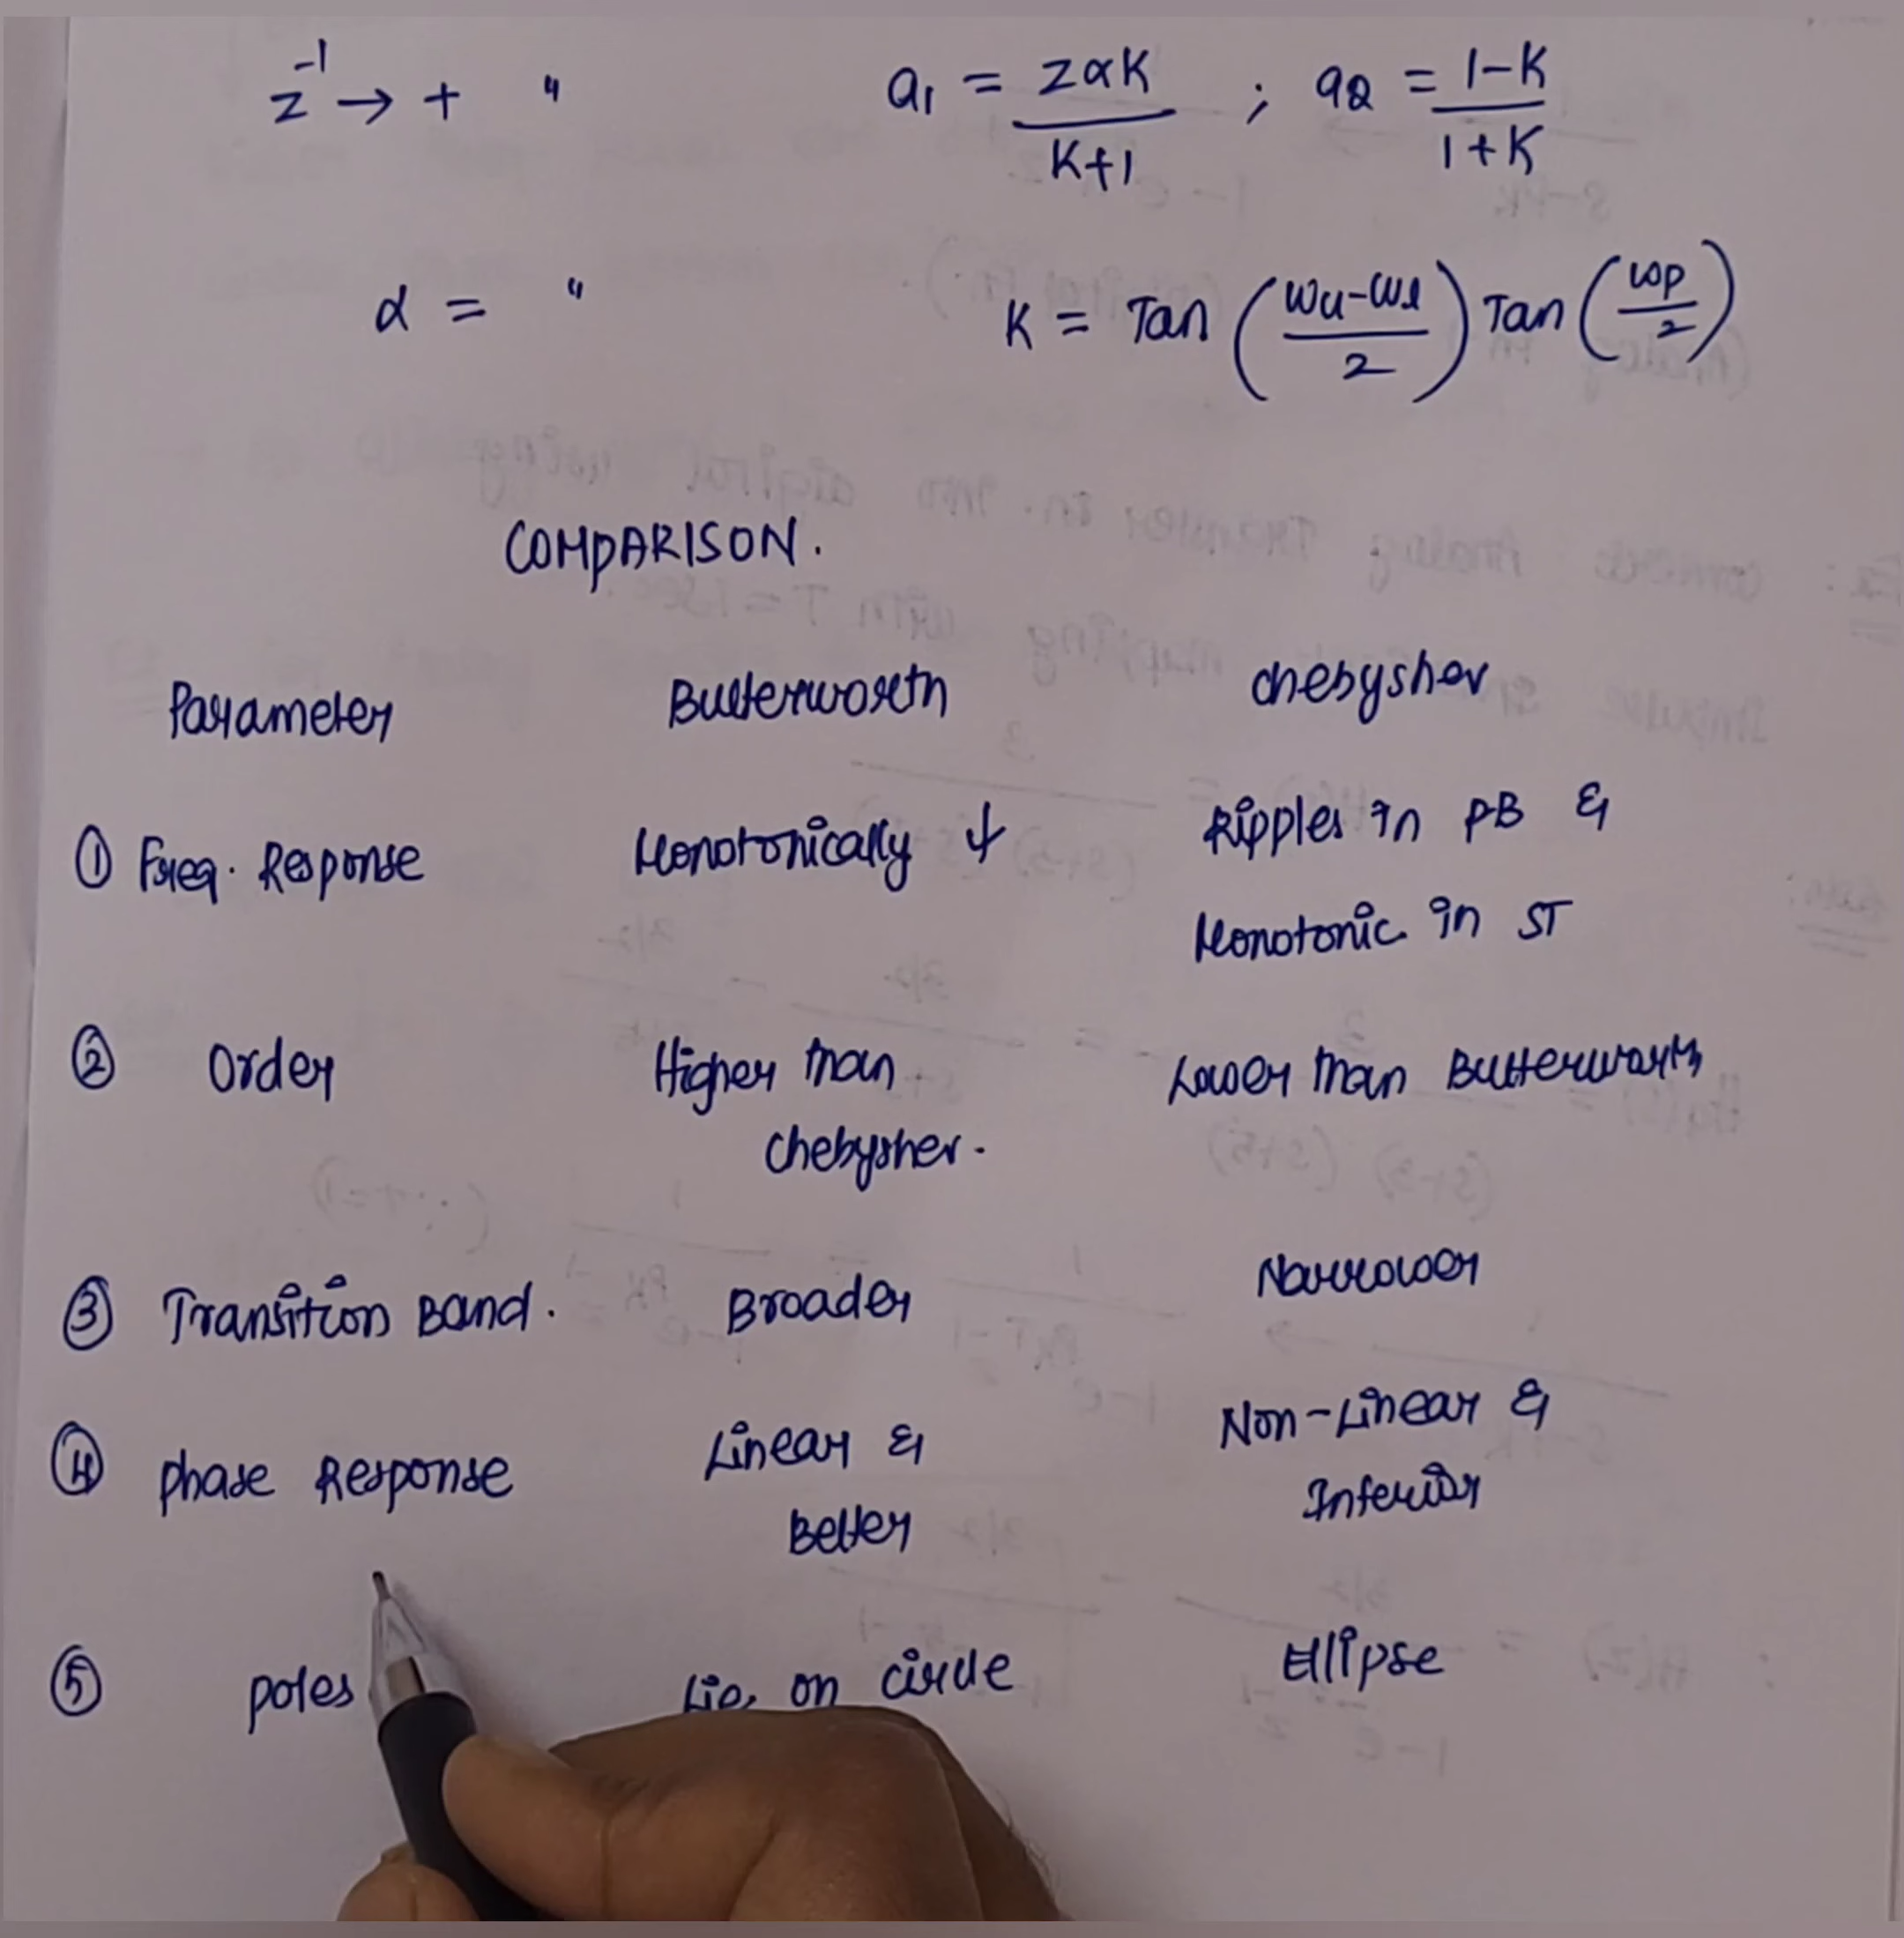 z⁻¹ → + " a₁ = 2αK / K+1 ; a₂ = 1-K / 1+K
α = " K = Tan (ωu-ωl / 2) Tan (ωp / 2)
COMPARISON.
Parameter Butterworth chebyshev
① Freq. Response Monotonically ↓ Ripples in PB &
Monotonic in ST
② Order Higher than Lower than Butterworth
chebyshev.
③ Transition Band. Broader Narrower
④ phase Response Linear & Non-Linear &
Better Inferior
⑤ poles Lie on circle Ellipse